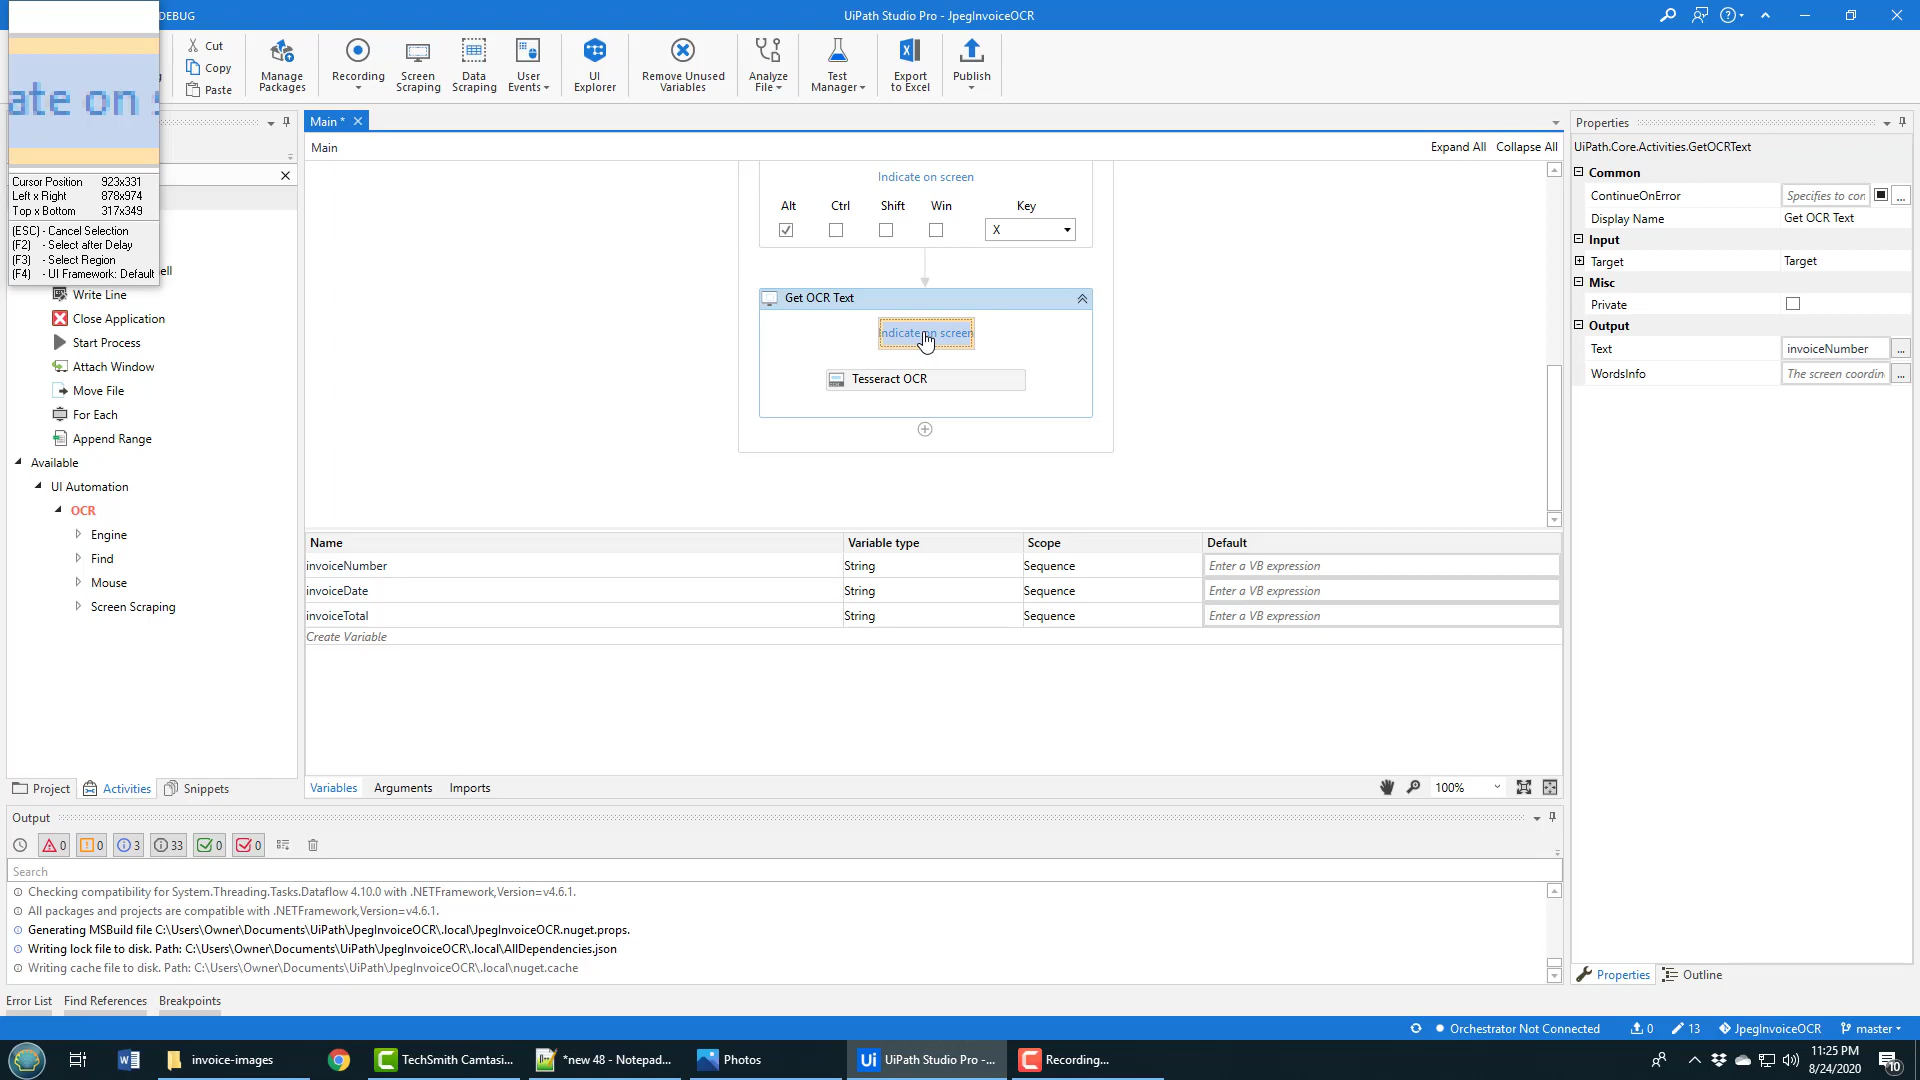 DEBUG
UiPath Studio Pro - JpegInvoiceOCR
Cut
Copy
Paste
Manage Packages
Recording
Screen Scraping
Data Scraping
User Events
UI Explorer
Remove Unused Variables
Analyze File
Test Manager
Export to Excel
Publish
ate on s
Cursor Position 923x331
Left x Right 878x974
Top x Bottom 317x349
(ESC) - Cancel Selection
(F2) - Select after Delay
(F3) - Select Region
(F4) - UI Framework: Default
ell
Write Line
Close Application
Start Process
Attach Window
Move File
For Each
Append Range
Available
UI Automation
OCR
Engine
Find
Mouse
Screen Scraping
Project
Activities
Snippets
Main *
Main
Expand All
Collapse All
Indicate on screen
Alt Ctrl Shift Win Key
X
Get OCR Text
Indicate on screen
Tesseract OCR
Name Variable type Scope Default
invoiceNumber String Sequence Enter a VB expression
invoiceDate String Sequence Enter a VB expression
invoiceTotal String Sequence Enter a VB expression
Create Variable
Variables
Arguments
Imports
100%
Properties
UiPath.Core.Activities.GetOCRText
Common
ContinueOnError Specifies to con ...
Display Name Get OCR Text
Input
Target Target
Misc
Private
Output
Text invoiceNumber ...
WordsInfo The screen coordin ...
Properties
Outline
Output
0 0 3 33 0 0
Search
Checking compatibility for System.Threading.Tasks.Dataflow 4.10.0 with .NETFramework,Version=v4.6.1.
All packages and projects are compatible with .NETFramework,Version=v4.6.1.
Generating MSBuild file C:\Users\Owner\Documents\UiPath\JpegInvoiceOCR\.local\JpegInvoiceOCR.nuget.props.
Writing lock file to disk. Path: C:\Users\Owner\Documents\UiPath\JpegInvoiceOCR\.local\AllDependencies.json
Writing cache file to disk. Path: C:\Users\Owner\Documents\UiPath\JpegInvoiceOCR\.local\nuget.cache
Error List
Find References
Breakpoints
Orchestrator Not Connected
0
13
JpegInvoiceOCR
master
invoice-images
TechSmith Camtasi...
*new 48 - Notepad...
Photos
Ui
UiPath Studio Pro -...
Recording...
11:25 PM
8/24/2020
10